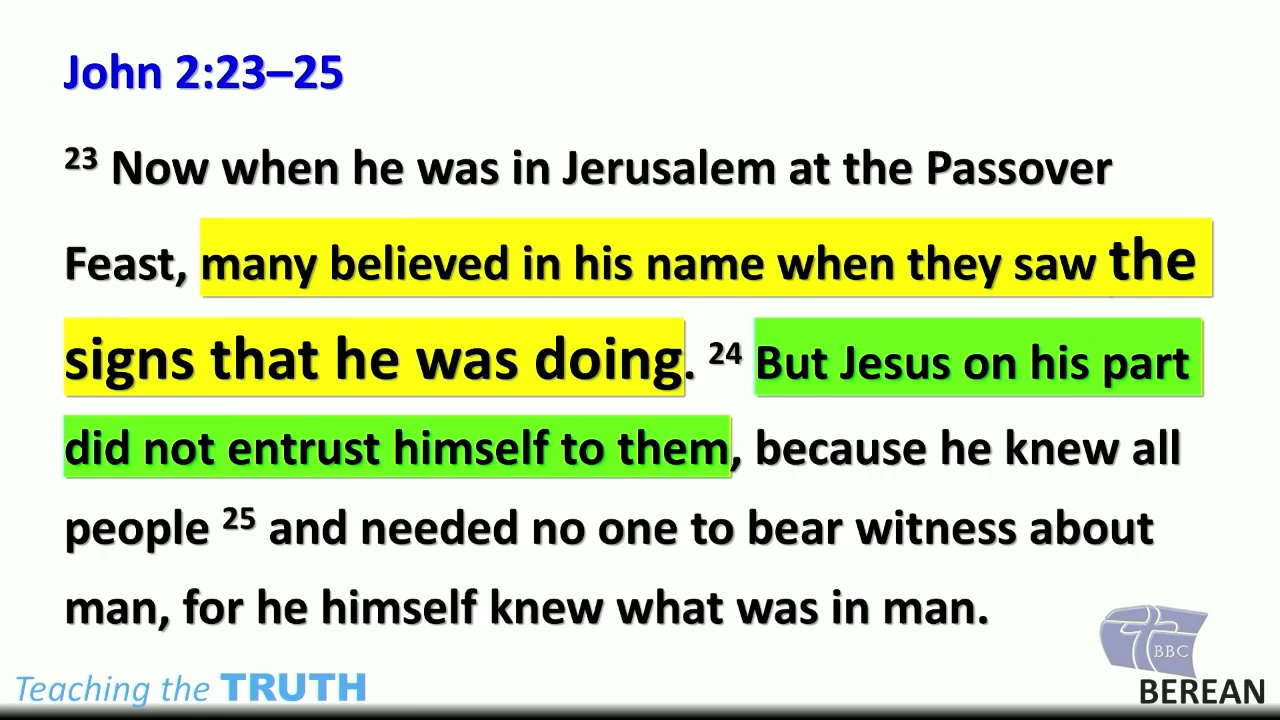 John 2:23–25
23 Now when he was in Jerusalem at the Passover
Feast, many believed in his name when they saw the
signs that he was doing. 24 But Jesus on his part
did not entrust himself to them, because he knew all
people 25 and needed no one to bear witness about
man, for he himself knew what was in man.
BBC
Teaching the TRUTH
BEREAN